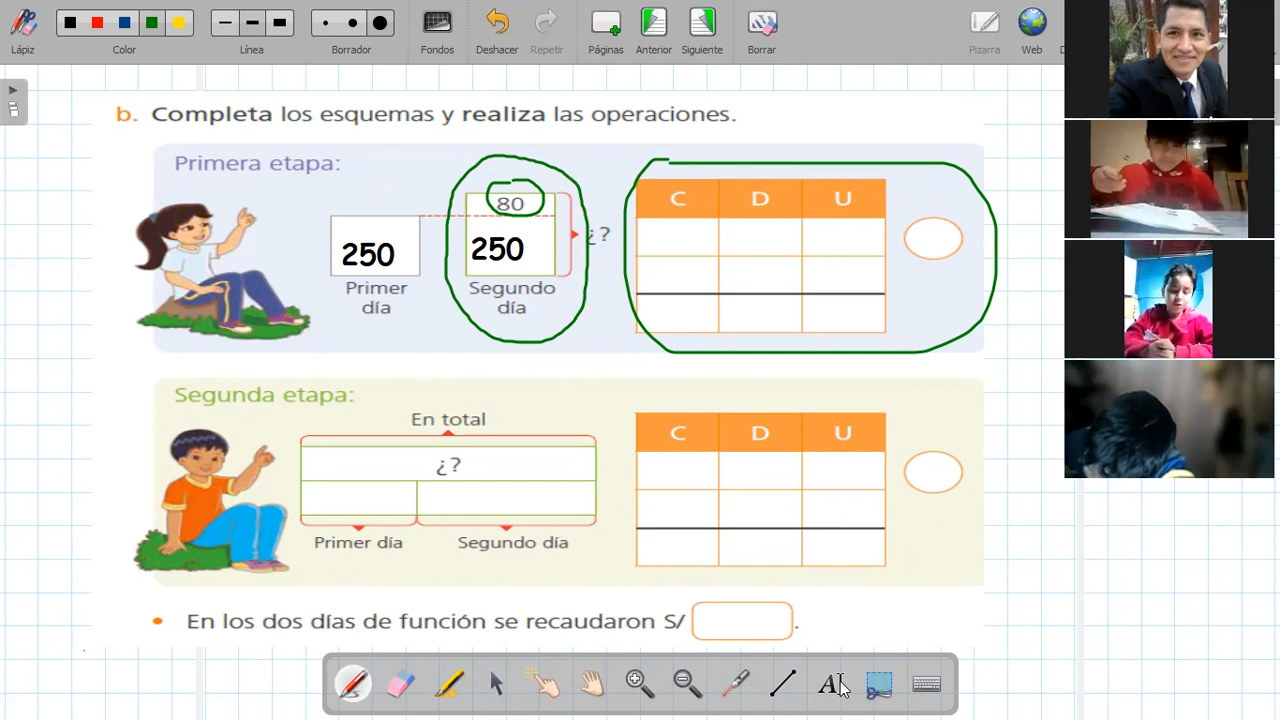 Lápiz
Color
Línea
Borrador
Fondos
Deshacer
Repetir
Páginas
Anterior
Siguiente
Borrar
Pizarra
Web
b. Completa los esquemas y realiza las operaciones.
Primera etapa:
80
250
250
¿?
Primer día
Segundo día
C D U
Segunda etapa:
En total
¿?
Primer día
Segundo día
C D U
• En los dos días de función se recaudaron S/ .